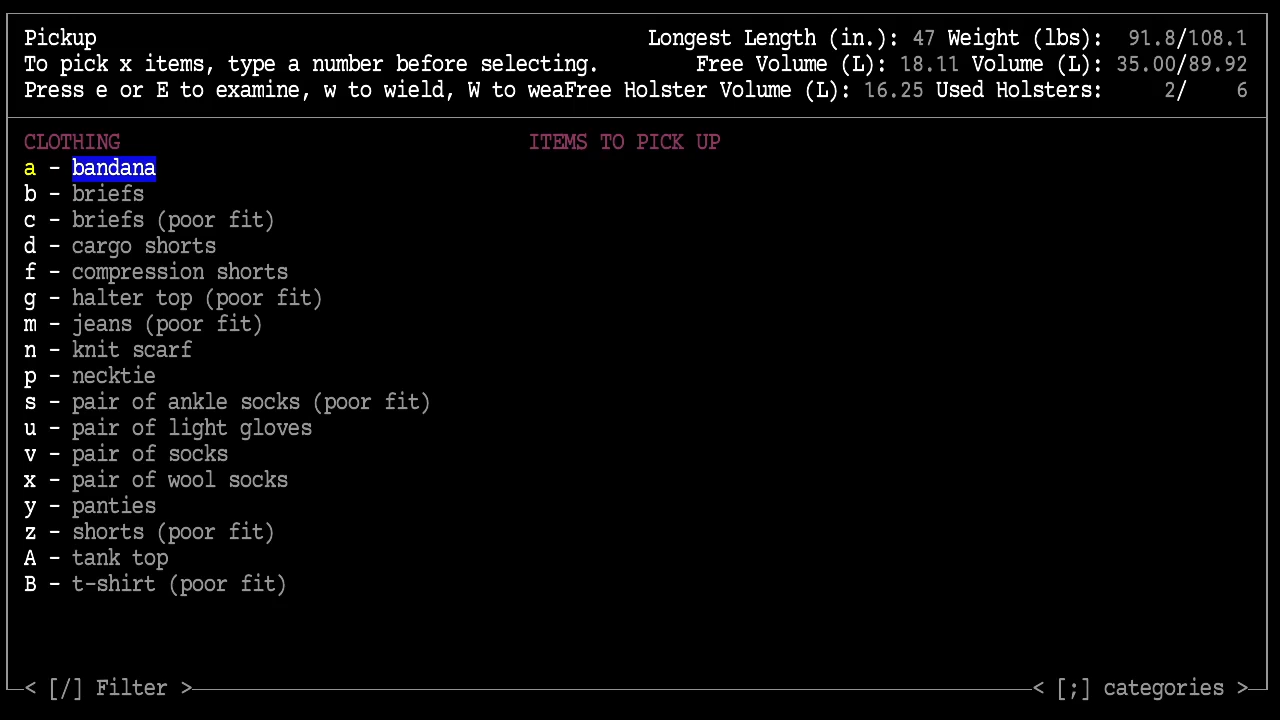 Pickup Longest Length (in.): 47 Weight (lbs): 91.8/108.1
To pick x items, type a number before selecting. Free Volume (L): 18.11 Volume (L): 35.00/89.92
Press e or E to examine, w to wield, W to weaFree Holster Volume (L): 16.25 Used Holsters: 2/ 6
CLOTHING ITEMS TO PICK UP
a - bandana
b - briefs
c - briefs (poor fit)
d - cargo shorts
f - compression shorts
g - halter top (poor fit)
m - jeans (poor fit)
n - knit scarf
p - necktie
s - pair of ankle socks (poor fit)
u - pair of light gloves
v - pair of socks
x - pair of wool socks
y - panties
z - shorts (poor fit)
A - tank top
B - t-shirt (poor fit)
< [/] Filter > < [;] categories >